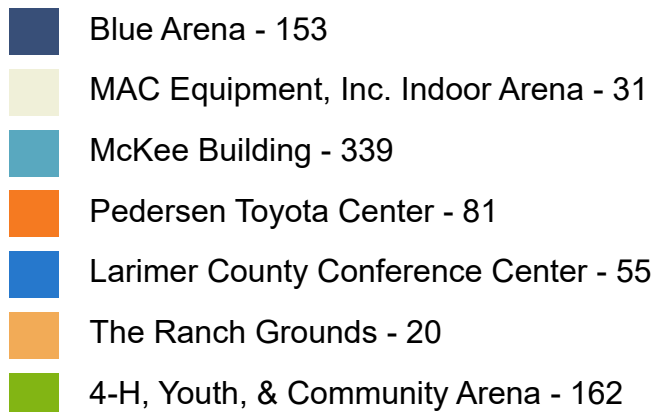 Blue Arena - 153
MAC Equipment, Inc. Indoor Arena - 31
McKee Building - 339
Pedersen Toyota Center - 81
Larimer County Conference Center - 55
The Ranch Grounds - 20
4-H, Youth, & Community Arena - 162